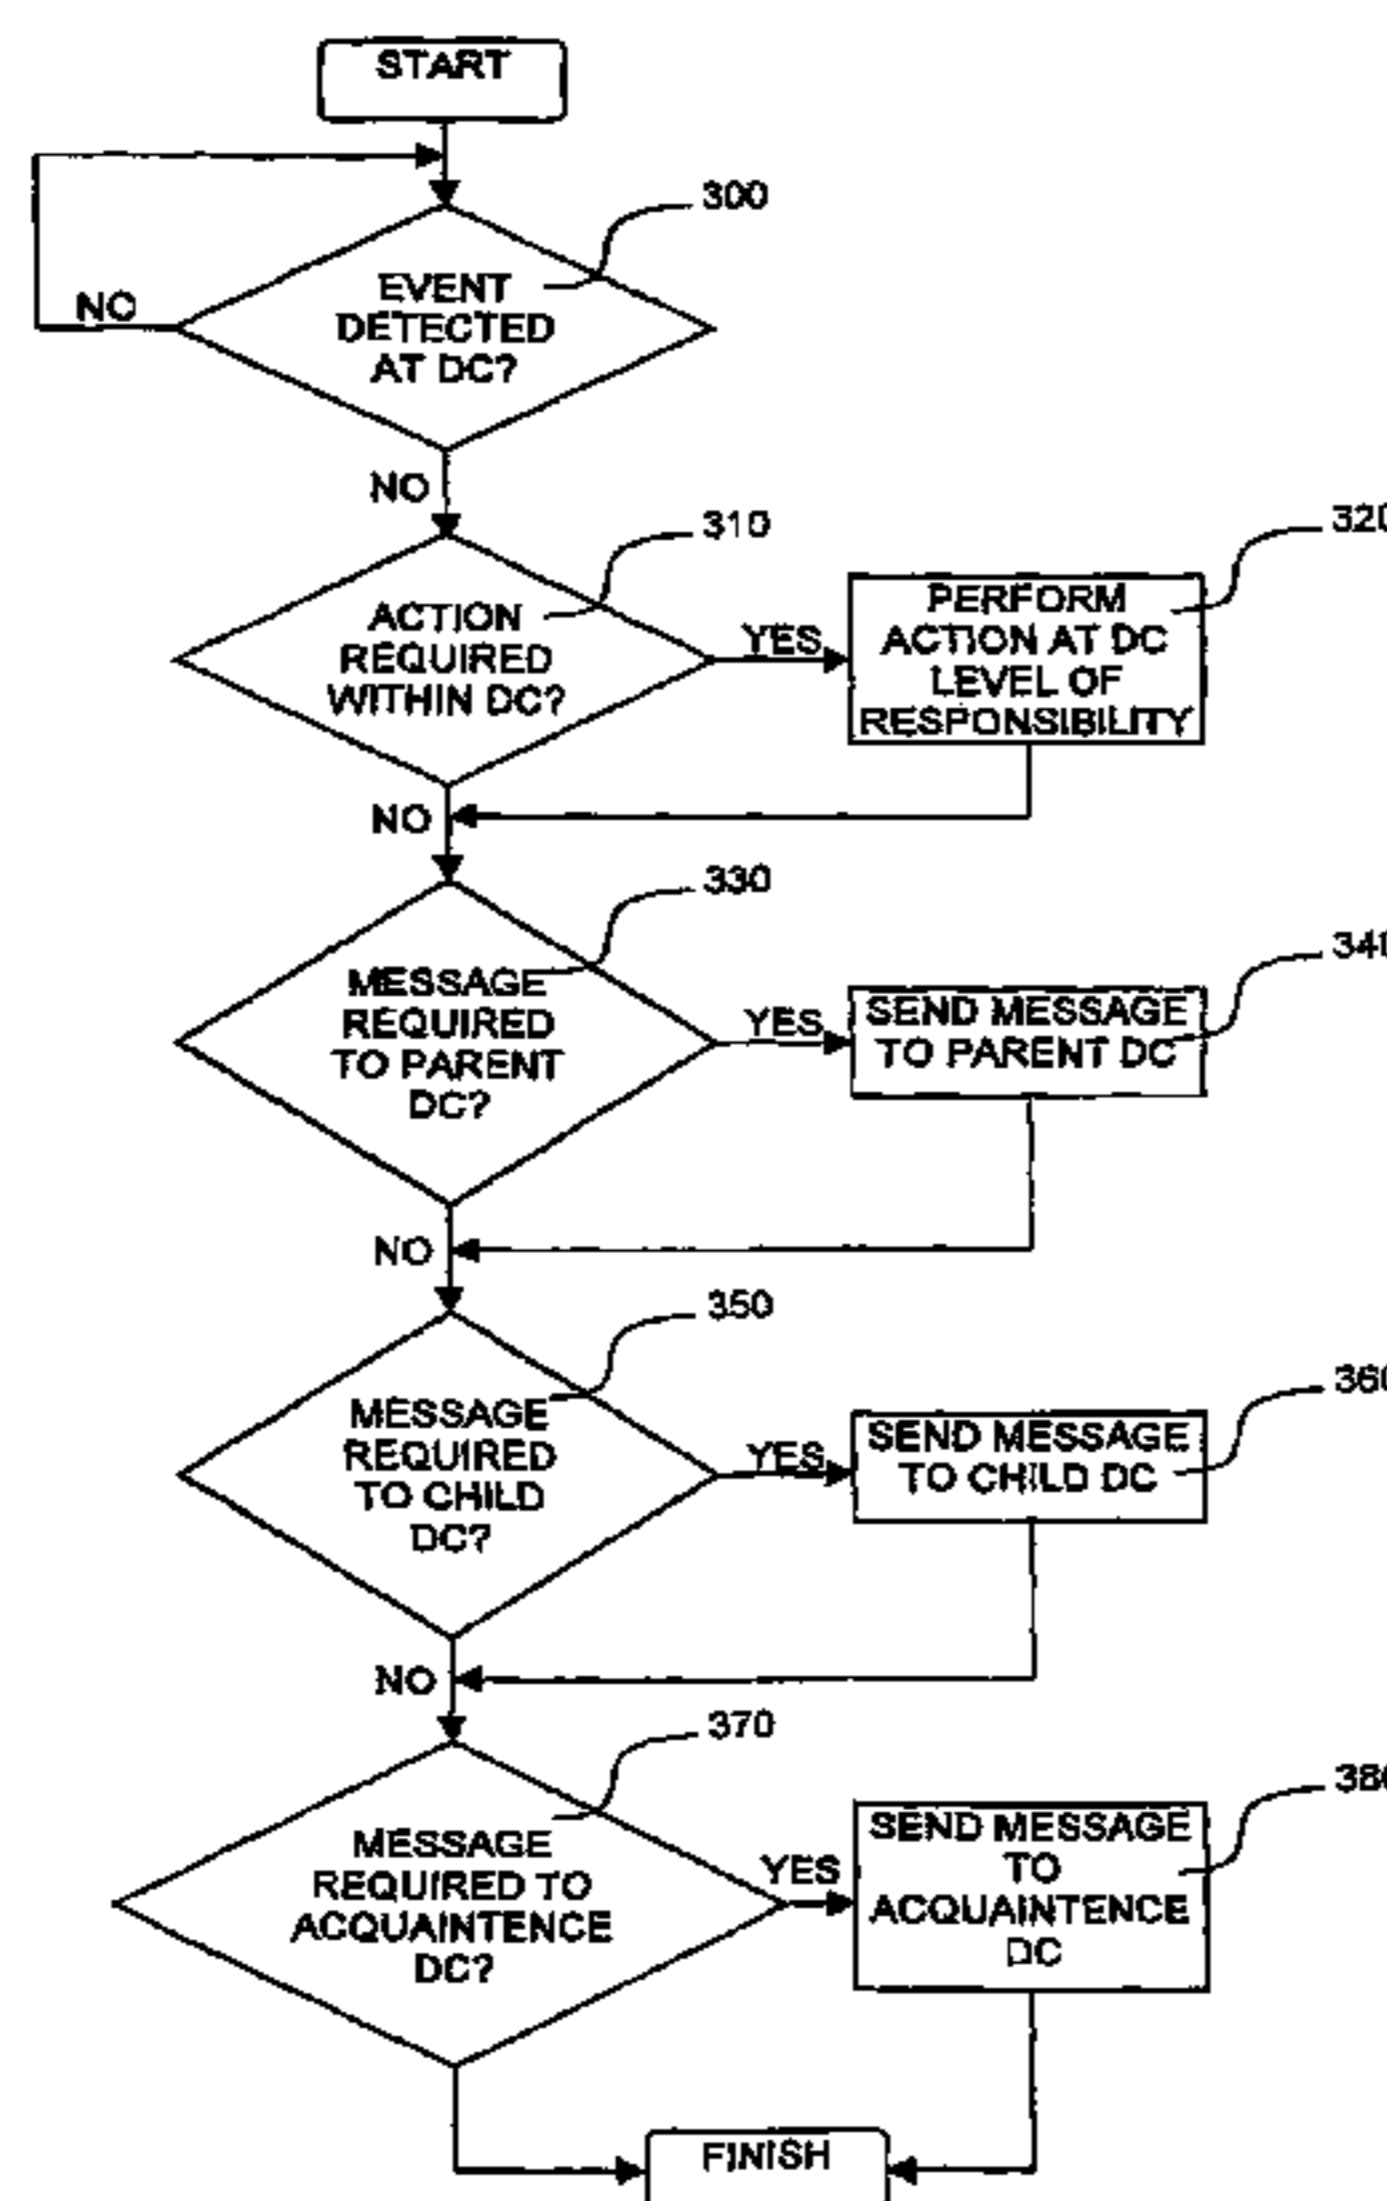 START
300
EVENT
DETECTED
AT DC?
NO
NO
310
320
ACTION
REQUIRED
WITHIN DC?
YES
PERFORM
ACTION AT DC
LEVEL OF
RESPONSIBILITY
NO
330
340
MESSAGE
REQUIRED
TO PARENT
DC?
YES
SEND MESSAGE
TO PARENT DC
NO
350
360
MESSAGE
REQUIRED
TO CHILD
DC?
YES
SEND MESSAGE
TO CHILD DC
NO
370
380
MESSAGE
REQUIRED TO
ACQUAINTENCE
DC?
YES
SEND MESSAGE
TO
ACQUAINTENCE
DC
FINISH